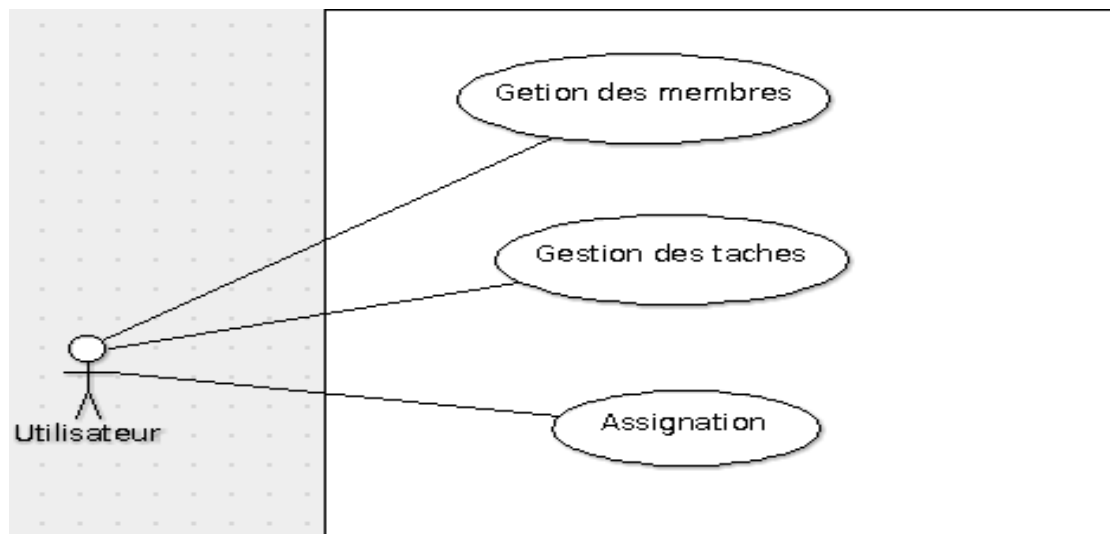 Getion des membres
Gestion des taches
Utilisateur
Assignation